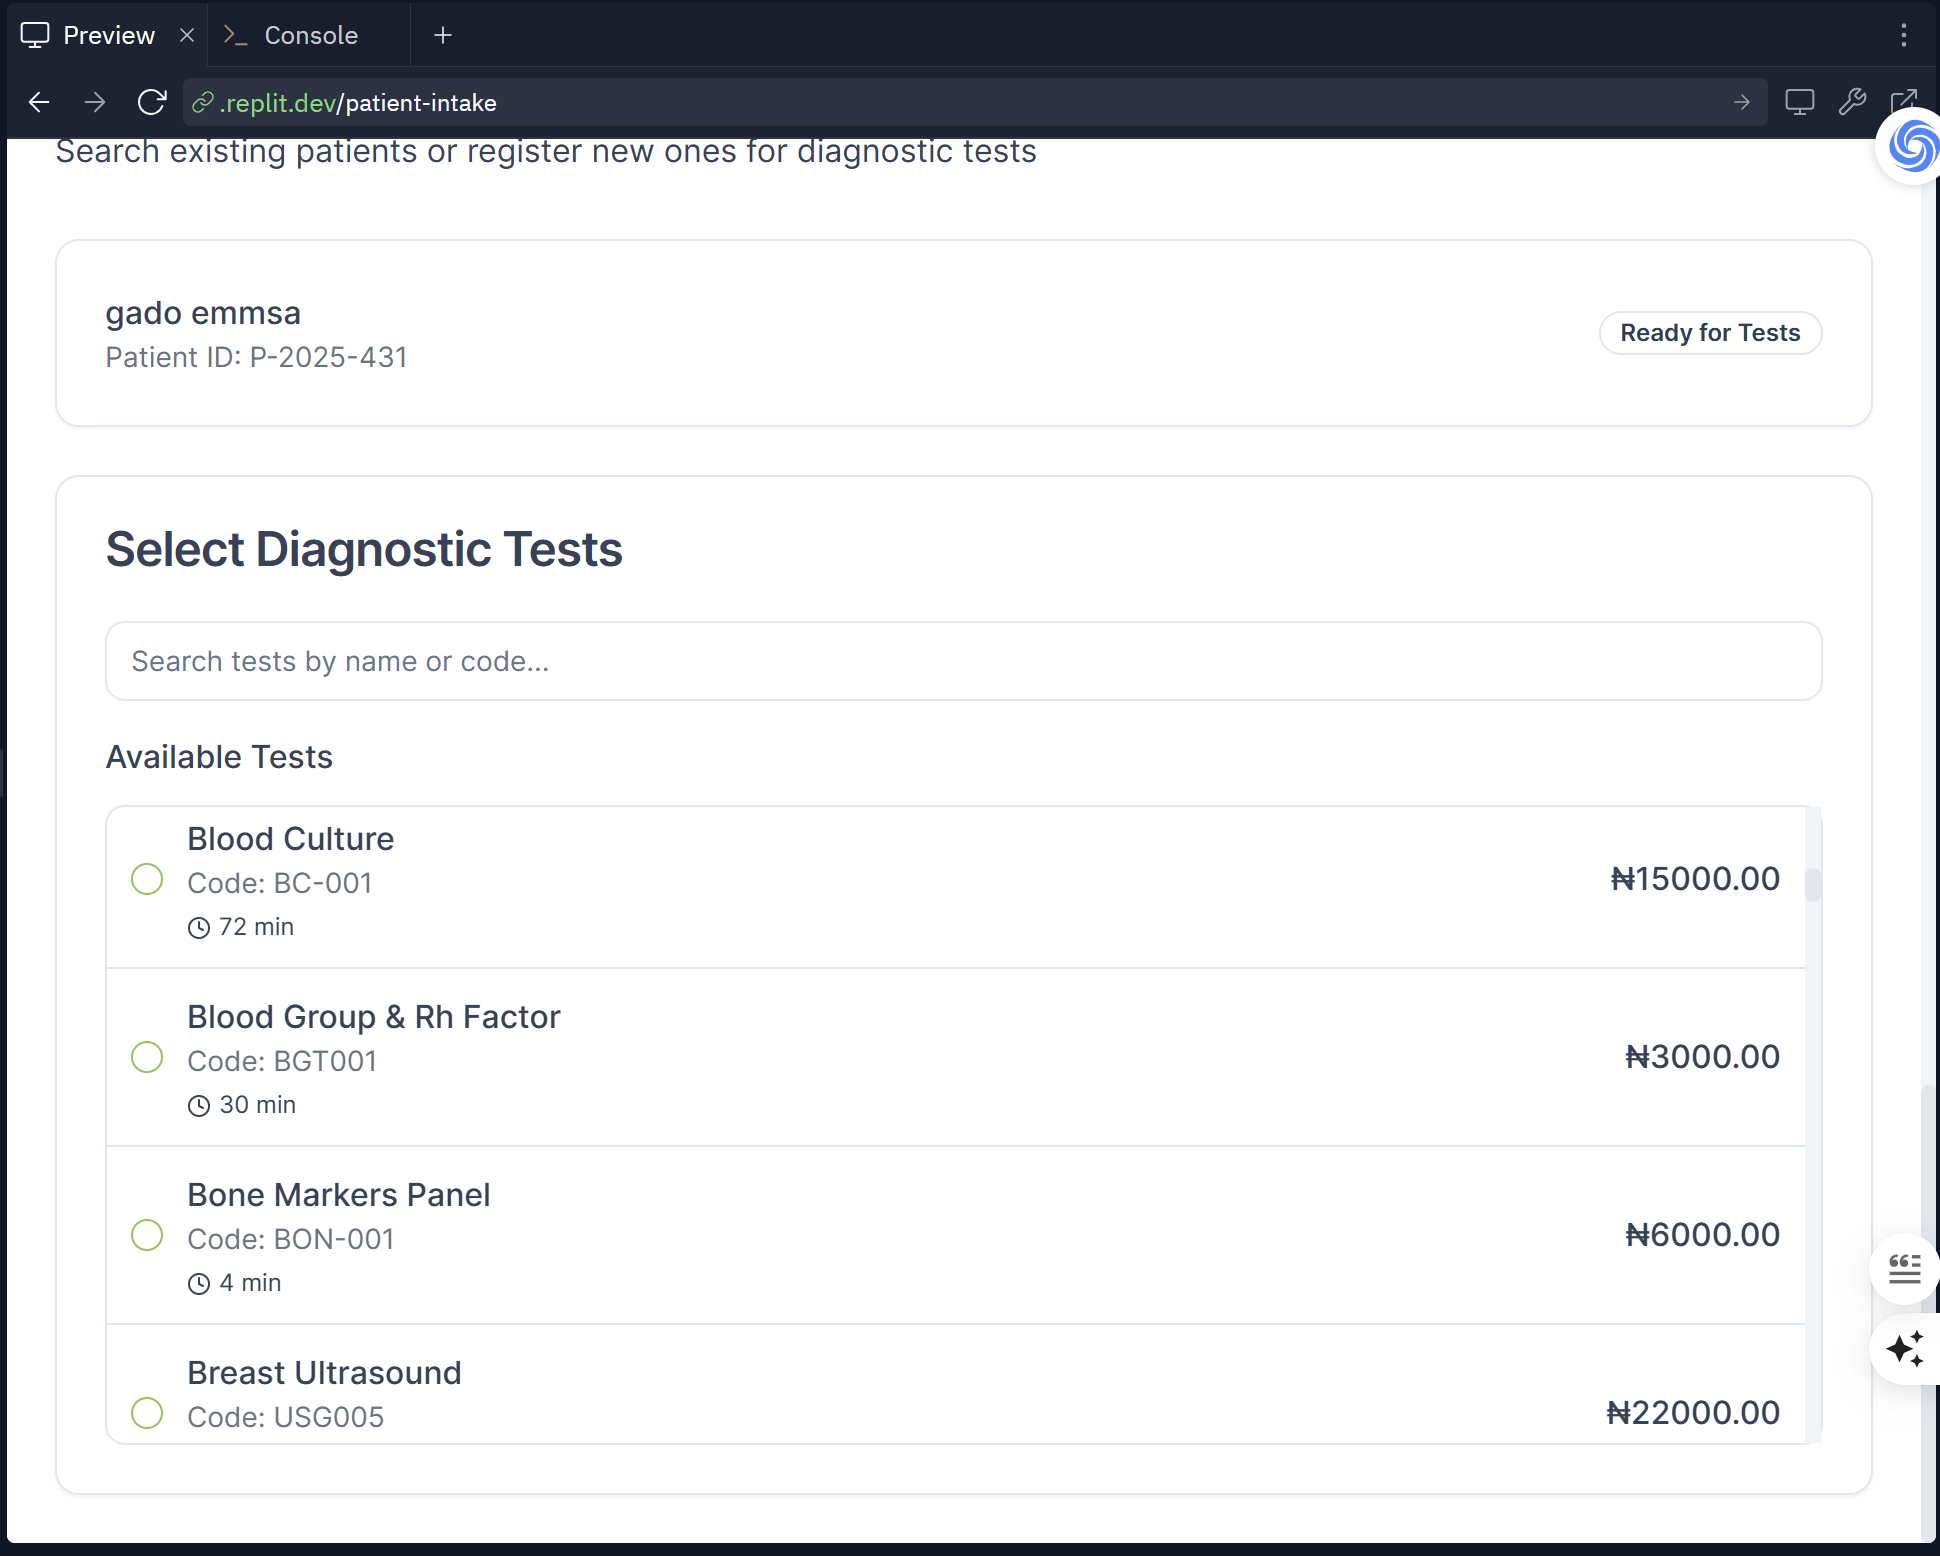 Preview
Console
.replit.dev/patient-intake
Search existing patients or register new ones for diagnostic tests
gado emmsa
Patient ID: P-2025-431
Ready for Tests
Select Diagnostic Tests
Search tests by name or code...
Available Tests
Blood Culture
Code: BC-001
72 min
₦15000.00
Blood Group & Rh Factor
Code: BGT001
30 min
₦3000.00
Bone Markers Panel
Code: BON-001
4 min
₦6000.00
Breast Ultrasound
Code: USG005
₦22000.00